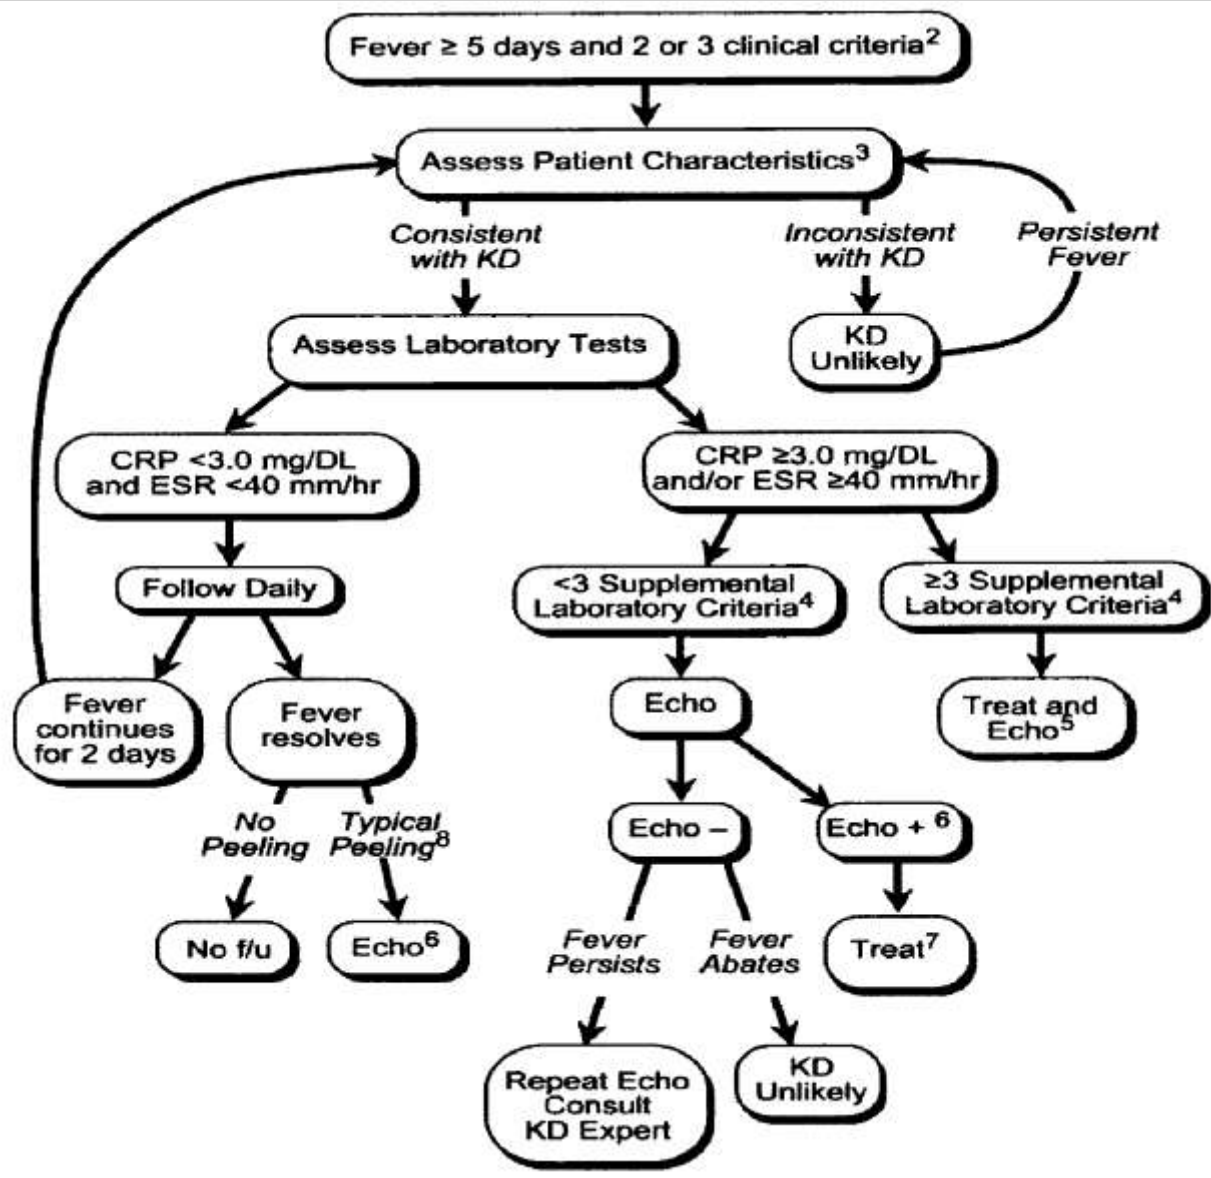 Fever ≥ 5 days and 2 or 3 clinical criteria²
Assess Patient Characteristics³
Consistent
with KD
Inconsistent
with KD
Persistent
Fever
Assess Laboratory Tests
KD
Unlikely
CRP <3.0 mg/DL
and ESR <40 mm/hr
CRP ≥3.0 mg/DL
and/or ESR ≥40 mm/hr
Follow Daily
<3 Supplemental
Laboratory Criteria⁴
≥3 Supplemental
Laboratory Criteria⁴
Fever
continues
for 2 days
Fever
resolves
Echo
Treat and
Echo⁵
No
Peeling
Typical
Peeling⁸
Echo –
Echo + ⁶
No f/u
Echo⁶
Fever
Persists
Fever
Abates
Treat⁷
Repeat Echo
Consult
KD Expert
KD
Unlikely